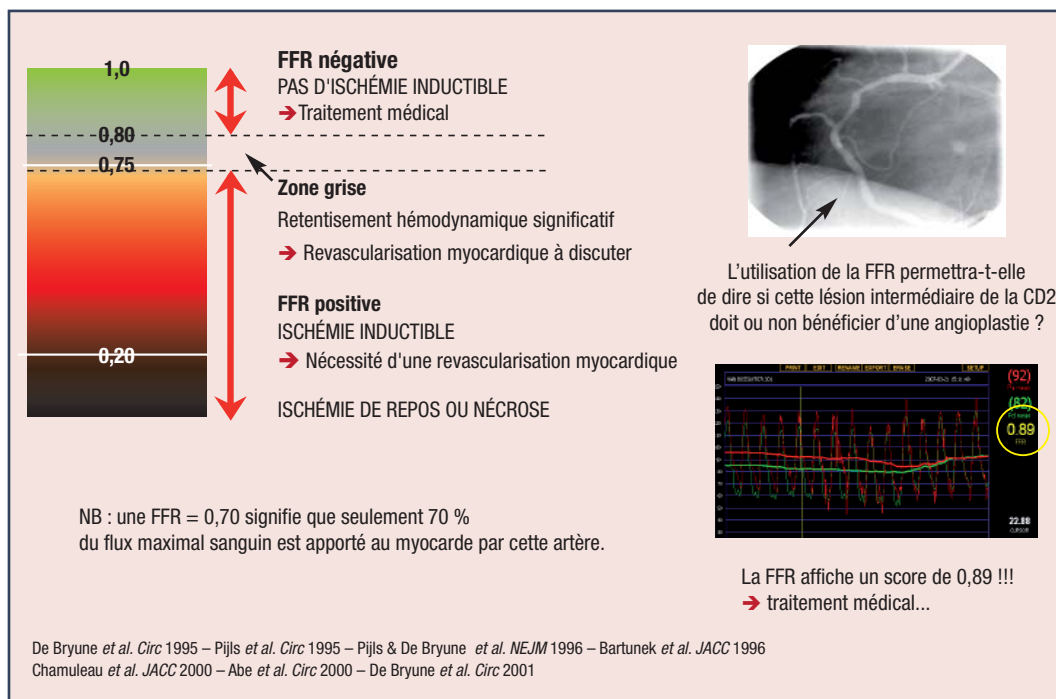 1,0
0,80
0,75
0,20
FFR négative
PAS D'ISCHÉMIE INDUCTIBLE
➔ Traitement médical
Zone grise
Retentisement hémodynamique significatif
➔ Revascularisation myocardique à discuter
FFR positive
ISCHÉMIE INDUCTIBLE
➔ Nécessité d'une revascularisation myocardique
ISCHÉMIE DE REPOS OU NÉCROSE
NB : une FFR = 0,70 signifie que seulement 70 %
du flux maximal sanguin est apporté au myocarde par cette artère.
L’utilisation de la FFR permettra-t-elle
de dire si cette lésion intermédiaire de la CD2
doit ou non bénéficier d’une angioplastie ?
PRINT EDIT RENAME EXPORT ERASE SETUP
(92)
(82)
0.89
FFR
22.88
CURSOR
La FFR affiche un score de 0,89 !!!
➔ traitement médical...
De Bryune et al. Circ 1995 – Pijls et al. Circ 1995 – Pijls & De Bryune et al. NEJM 1996 – Bartunek et al. JACC 1996
Chamuleau et al. JACC 2000 – Abe et al. Circ 2000 – De Bryune et al. Circ 2001